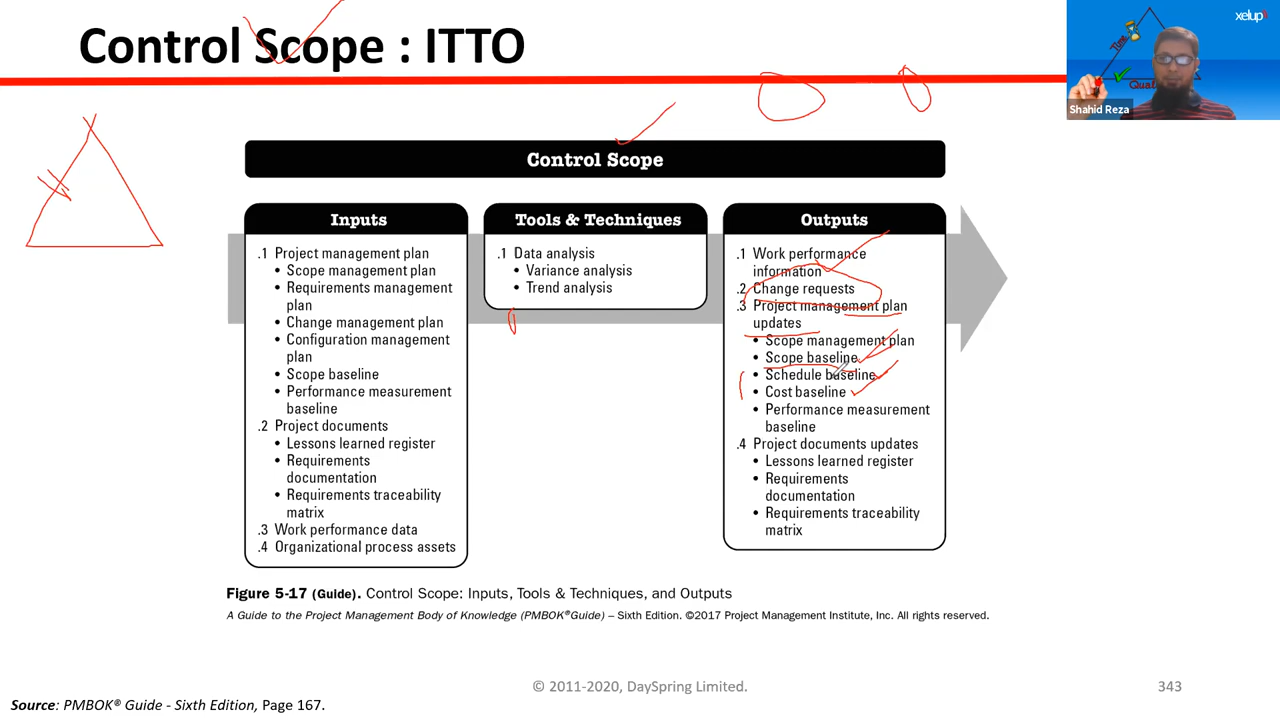 Control Scope : ITTO
xelup
Time
Shahid Reza
Control Scope
Inputs
.1 Project management plan
• Scope management plan
• Requirements management
plan
• Change management plan
• Configuration management
plan
• Scope baseline
• Performance measurement
baseline
.2 Project documents
• Lessons learned register
• Requirements
documentation
• Requirements traceability
matrix
.3 Work performance data
.4 Organizational process assets
Tools & Techniques
.1 Data analysis
• Variance analysis
• Trend analysis
Outputs
.1 Work performance
information
.2 Change requests
.3 Project management plan
updates
• Scope management plan
• Scope baseline
• Schedule baseline
• Cost baseline
• Performance measurement
baseline
.4 Project documents updates
• Lessons learned register
• Requirements
documentation
• Requirements traceability
matrix
Figure 5-17 (Guide). Control Scope: Inputs, Tools & Techniques, and Outputs
A Guide to the Project Management Body of Knowledge (PMBOK®Guide) – Sixth Edition. ©2017 Project Management Institute, Inc. All rights reserved.
© 2011-2020, DaySpring Limited.
343
Source: PMBOK® Guide - Sixth Edition, Page 167.